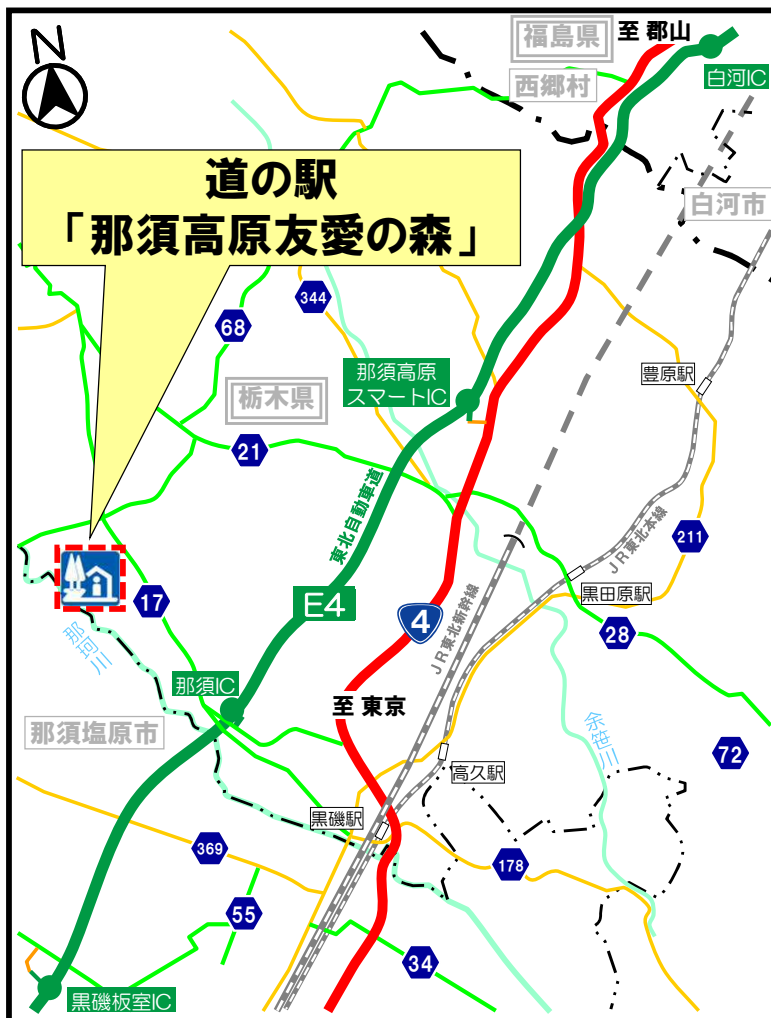 N
福島県
至 郡山
西郷村
白河IC
道の駅
「那須高原友愛の森」
白河市
344
68
那須高原
スマートIC
豊原駅
栃木県
21
東北自動車道
211
JR東北本線
17
E4
4
JR東北新幹線
黒田原駅
28
那珂川
那須IC
至 東京
那須塩原市
余笹川
72
高久駅
黒磯駅
369
178
55
34
黒磯板室IC